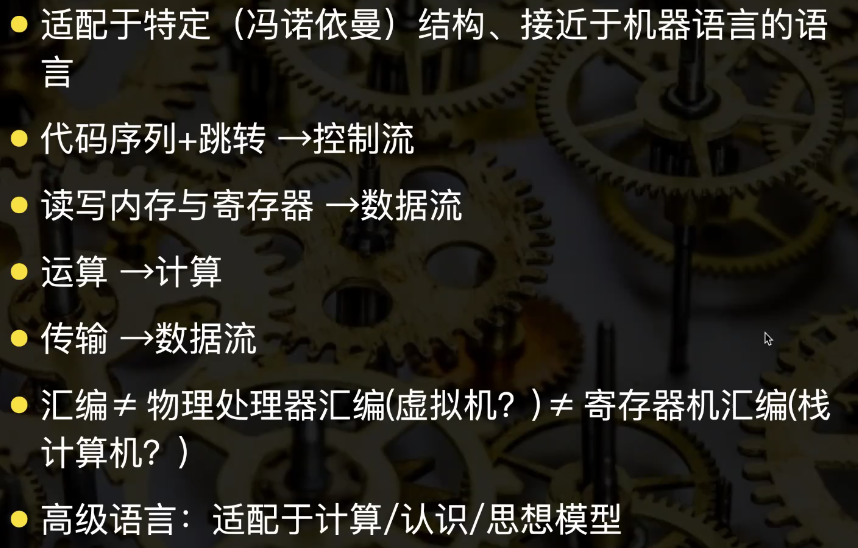 适配于特定（冯诺依曼）结构、接近于机器语言的语
言
代码序列+跳转 →控制流
读写内存与寄存器 →数据流
运算 →计算
传输 →数据流
汇编≠ 物理处理器汇编(虚拟机？)≠ 寄存器机汇编(栈
计算机？)
高级语言：适配于计算/认识/思想模型